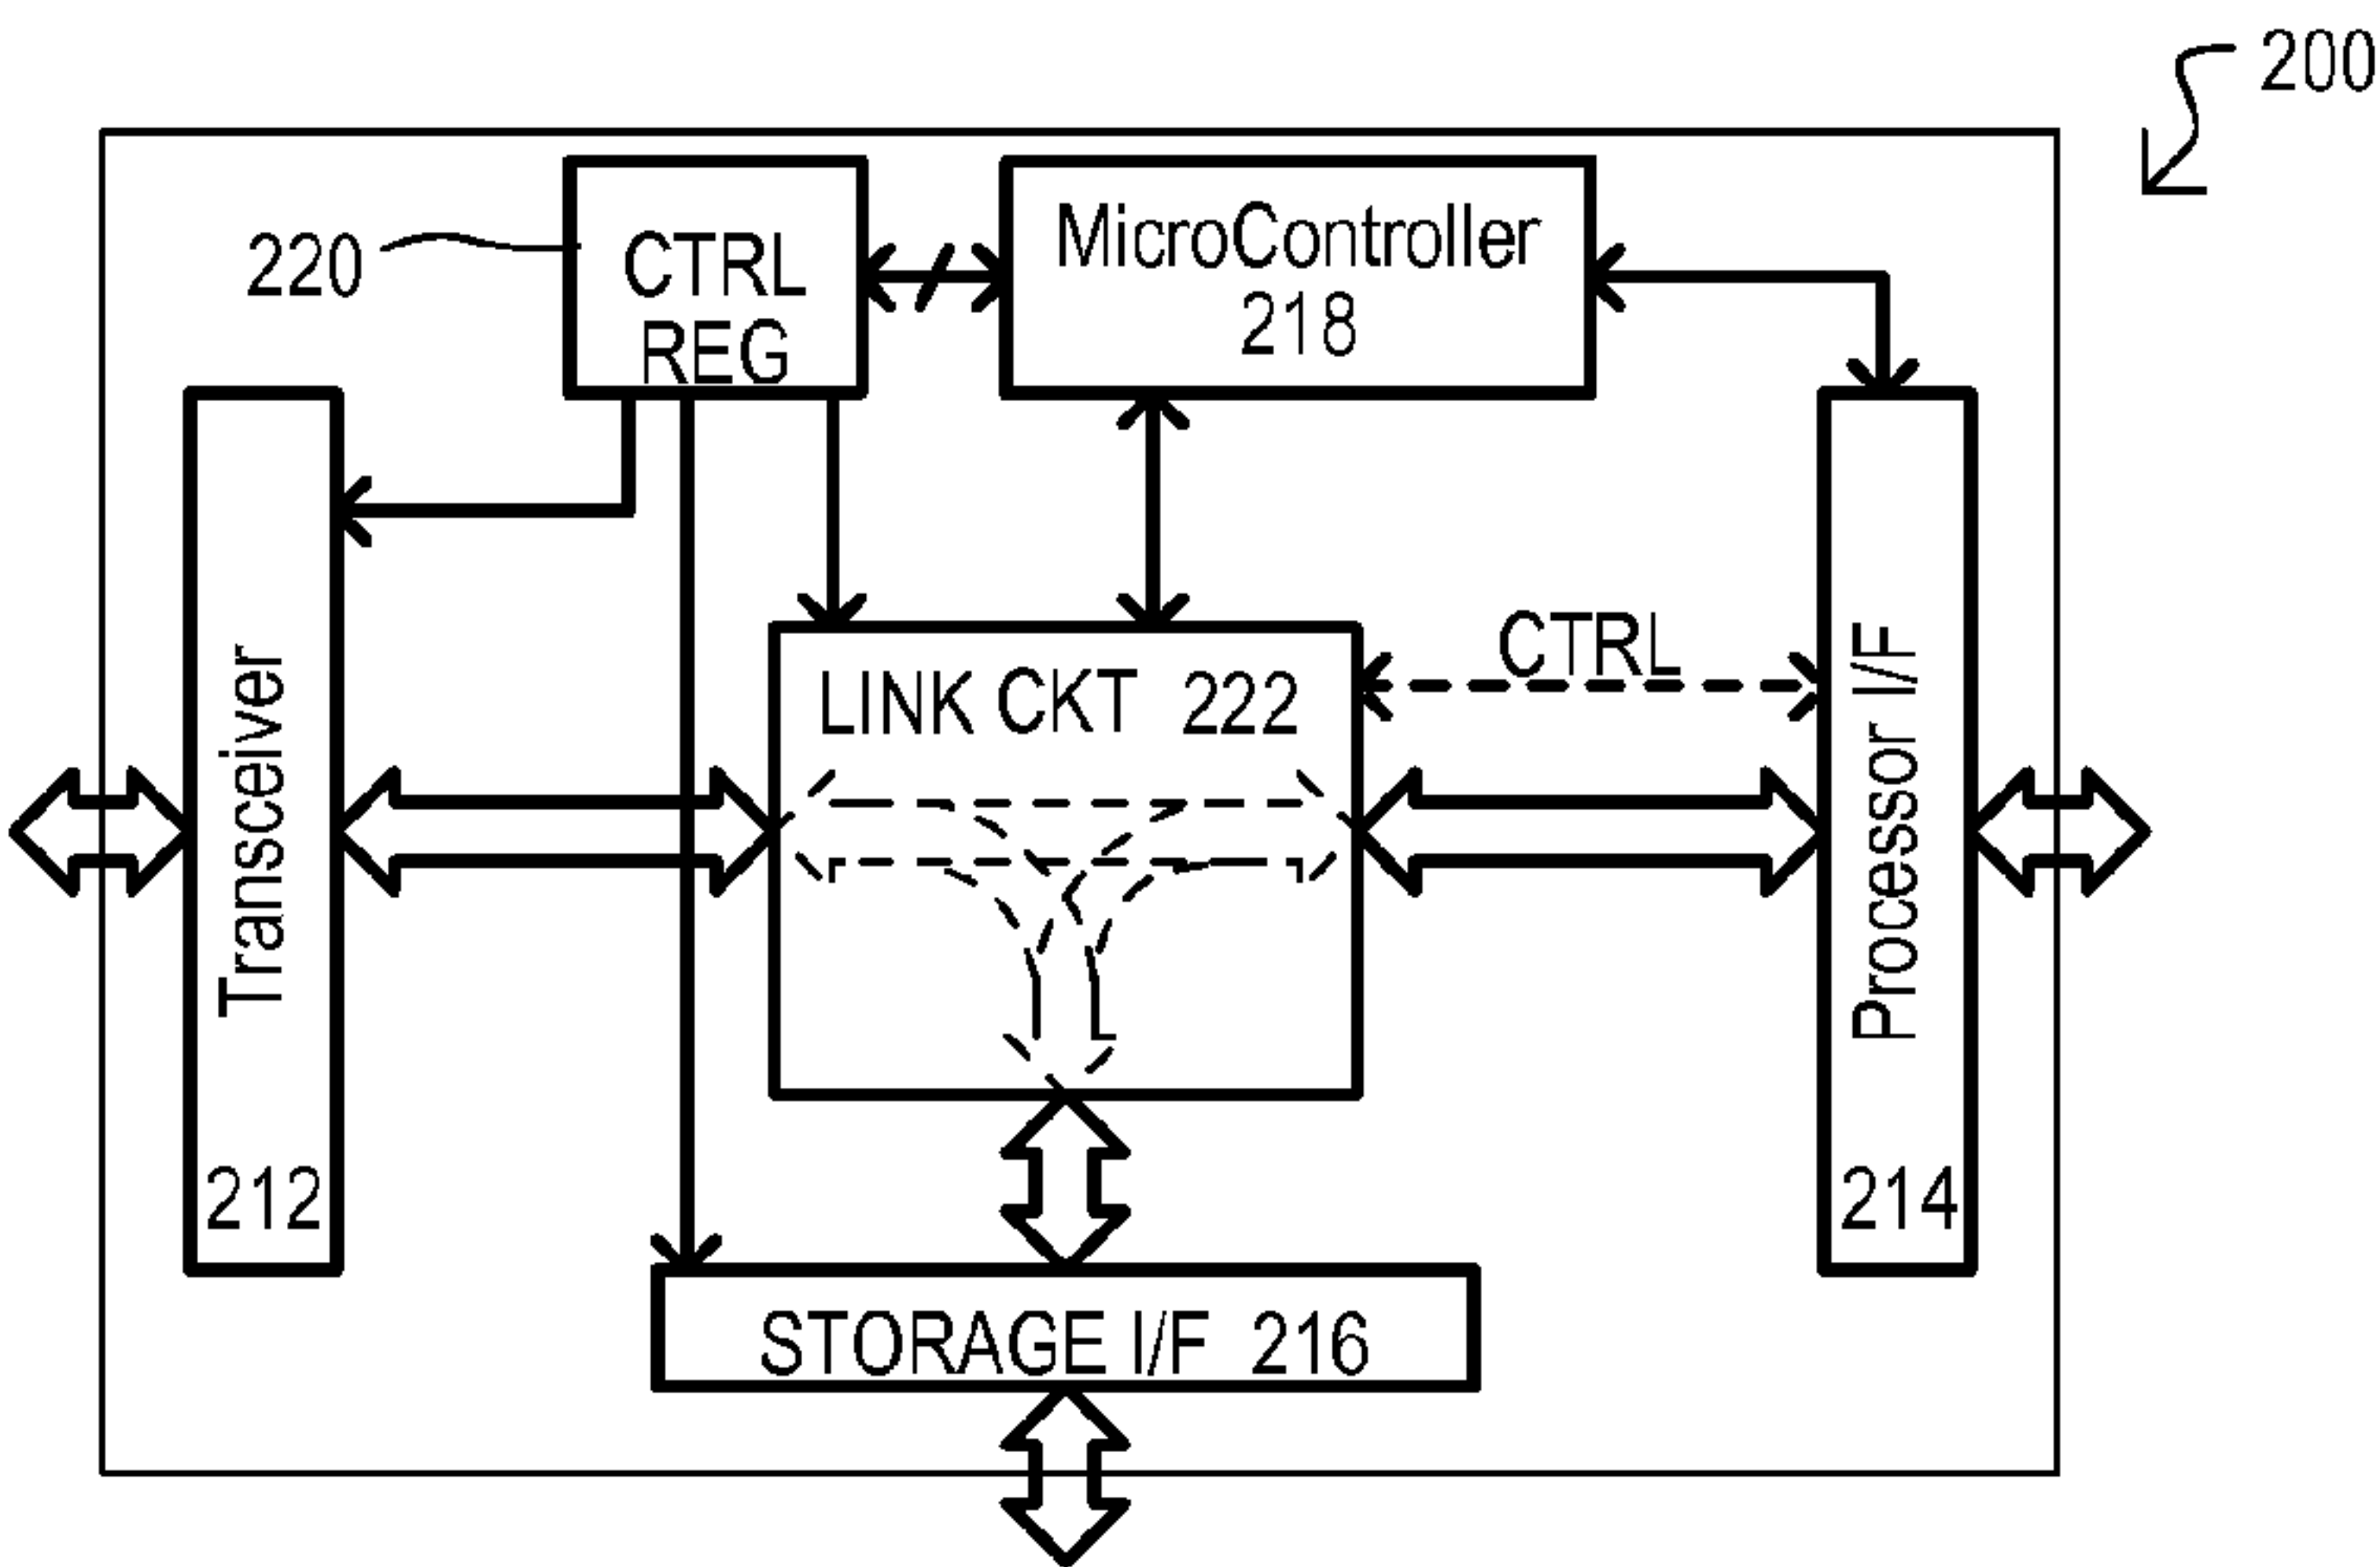 200
220
CTRL
REG
MicroController
218
CTRL
LINK CKT 222
Transceiver
212
Processor I/F
214
STORAGE I/F 216